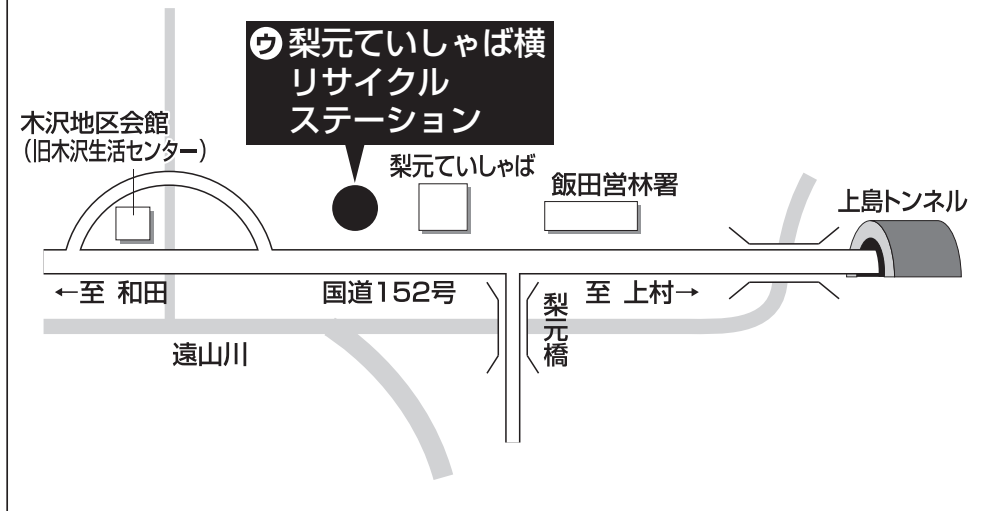 ウ 梨元ていしゃば横
リサイクル
ステーション
木沢地区会館
（旧木沢生活センター）
梨元ていしゃば
飯田営林署
上島トンネル
←至 和田
国道152号
至 上村→
梨元橋
遠山川